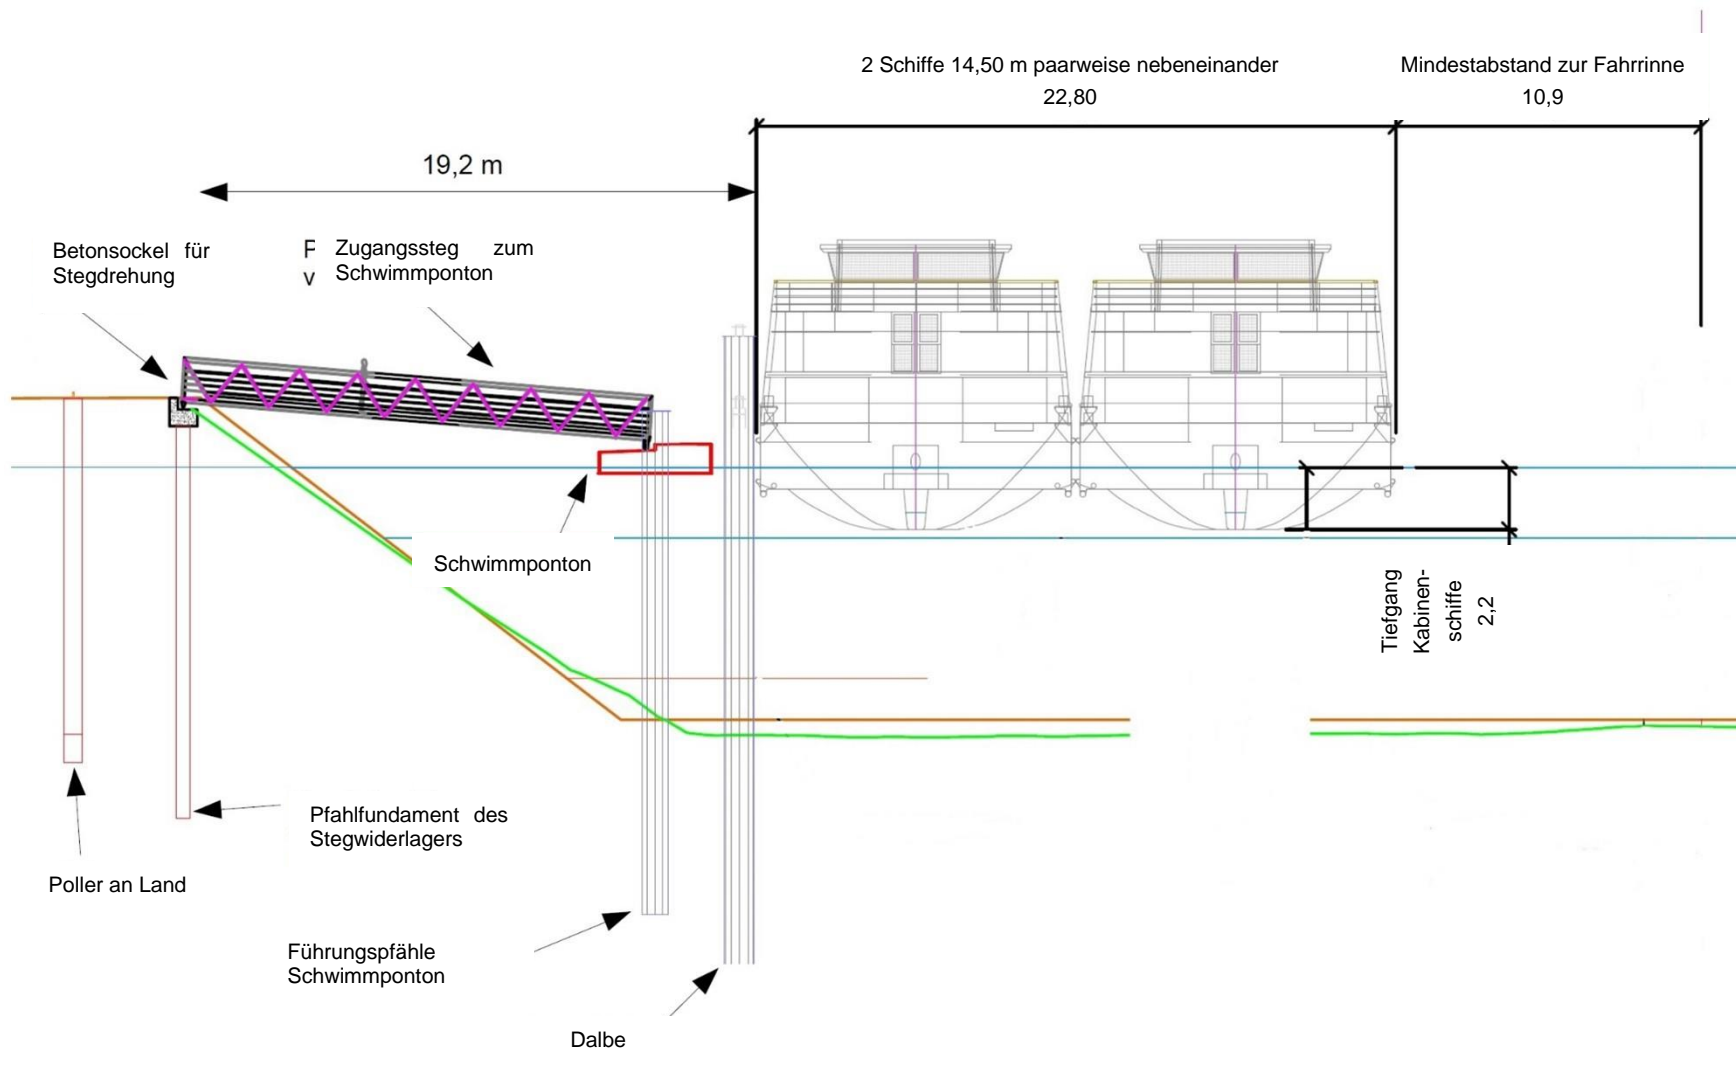 2 Schiffe 14,50 m paarweise nebeneinander
22,80
Mindestabstand zur Fahrrinne
10,9
19,2 m
Betonsockel für
Stegdrehung
F
v
Zugangssteg zum
Schwimmponton
Schwimmponton
Tiefgang
Kabinen-
schiffe
2,2
Pfahlfundament des
Stegwiderlagers
Poller an Land
Führungspfähle
Schwimmponton
Dalbe